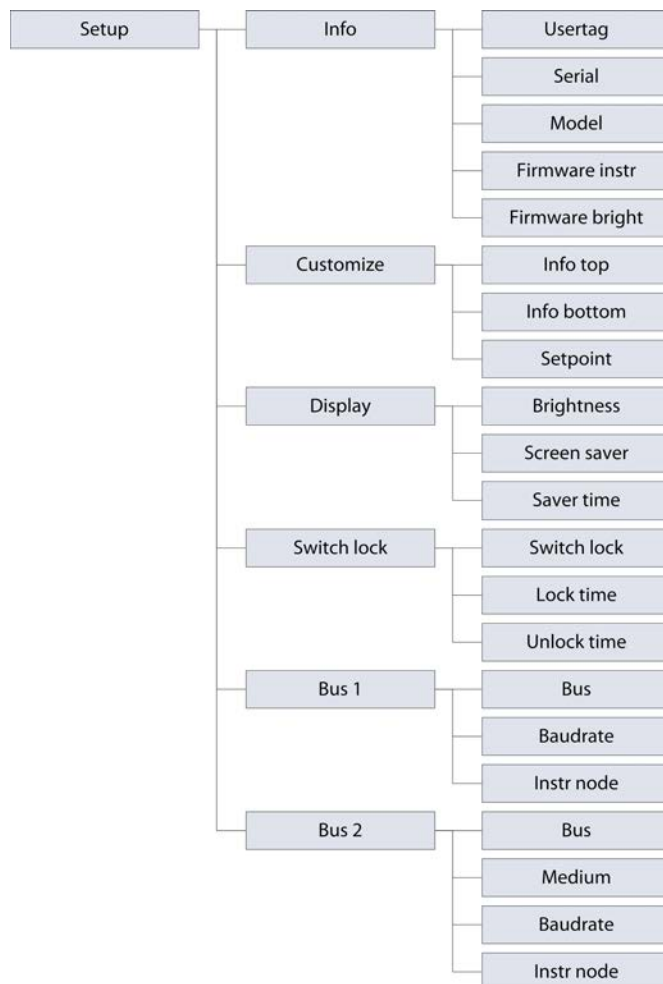 Setup
Info
Usertag
Serial
Model
Firmware instr
Firmware bright
Customize
Info top
Info bottom
Setpoint
Display
Brightness
Screen saver
Saver time
Switch lock
Switch lock
Lock time
Unlock time
Bus 1
Bus
Baudrate
Instr node
Bus 2
Bus
Medium
Baudrate
Instr node